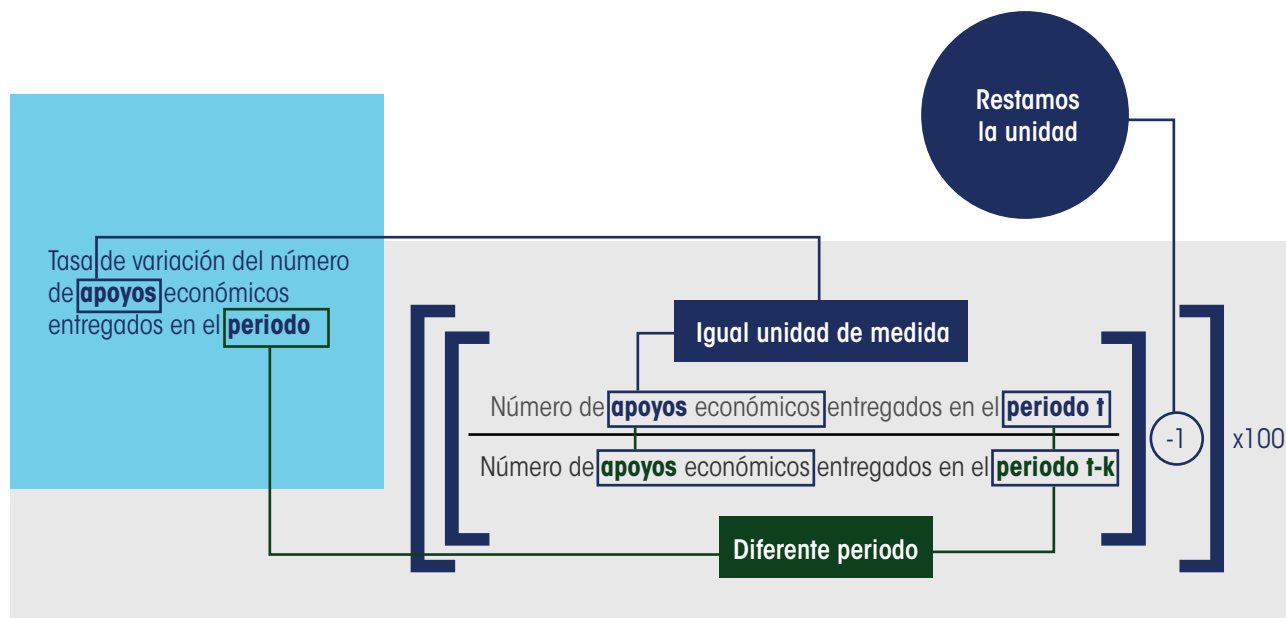 Restamos
la unidad
Tasa de variación del número
de apoyos económicos
entregados en el periodo
Igual unidad de medida
Número de apoyos económicos entregados en el periodo t
Número de apoyos económicos entregados en el periodo t-k
-1
x100
Diferente periodo